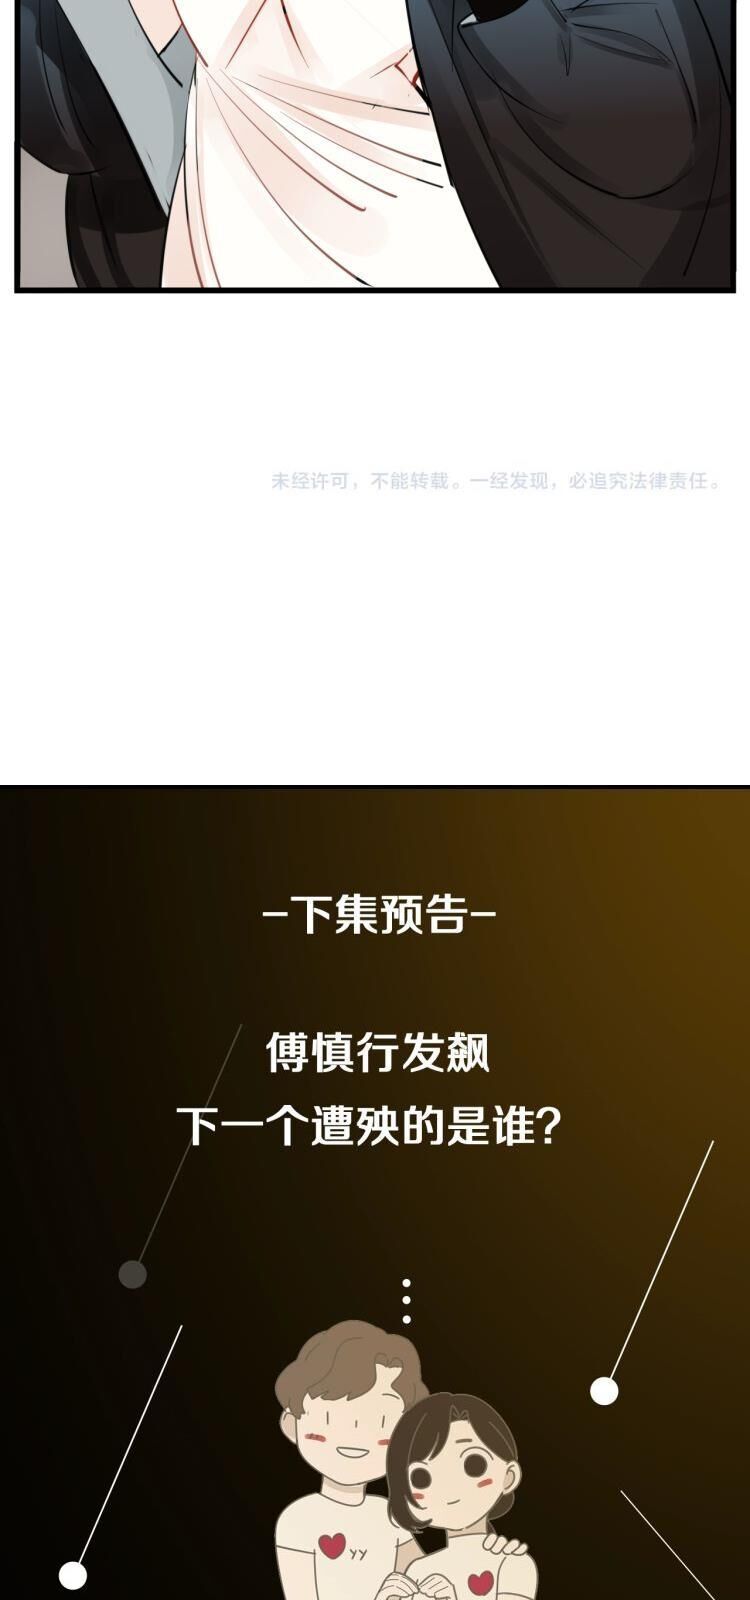 未经许可，不能转载。一经发现，必追究法律责任。
–下集预告–
傅慎行发飙
下一个遭殃的是谁？
yy